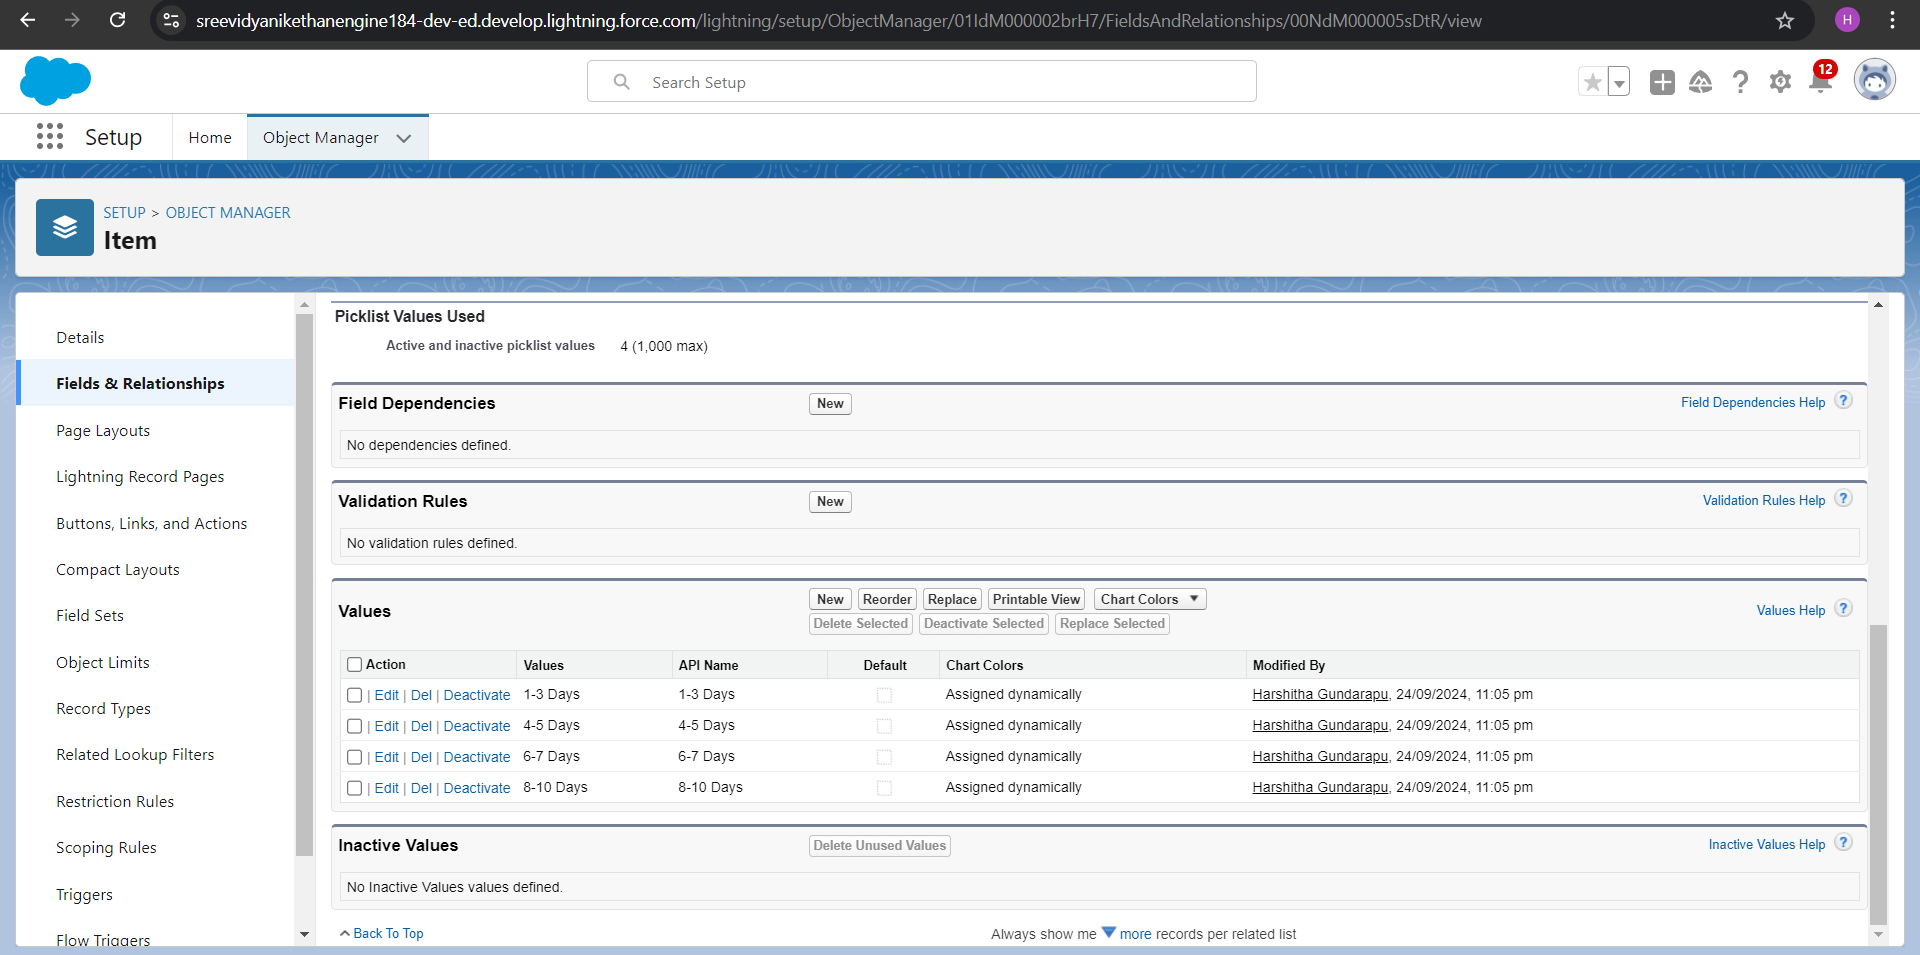 sreevidyanikethanengine184-dev-ed.develop.lightning.force.com/lightning/setup/ObjectManager/01IdM000002brH7/FieldsAndRelationships/00NdM000005sDtR/view
H
Search Setup
12
Setup
Home
Object Manager
SETUP > OBJECT MANAGER
Item
Details
Fields & Relationships
Page Layouts
Lightning Record Pages
Buttons, Links, and Actions
Compact Layouts
Field Sets
Object Limits
Record Types
Related Lookup Filters
Restriction Rules
Scoping Rules
Triggers
Flow Triggers
Picklist Values Used
Active and inactive picklist values 4 (1,000 max)
Field Dependencies New Field Dependencies Help ?
No dependencies defined.
Validation Rules New Validation Rules Help ?
No validation rules defined.
Values New Reorder Replace Printable View Chart Colors Values Help ?
Delete Selected Deactivate Selected Replace Selected
Action Values API Name Default Chart Colors Modified By
| Edit | Del | Deactivate 1-3 Days 1-3 Days Assigned dynamically Harshitha Gundarapu, 24/09/2024, 11:05 pm
| Edit | Del | Deactivate 4-5 Days 4-5 Days Assigned dynamically Harshitha Gundarapu, 24/09/2024, 11:05 pm
| Edit | Del | Deactivate 6-7 Days 6-7 Days Assigned dynamically Harshitha Gundarapu, 24/09/2024, 11:05 pm
| Edit | Del | Deactivate 8-10 Days 8-10 Days Assigned dynamically Harshitha Gundarapu, 24/09/2024, 11:05 pm
Inactive Values Delete Unused Values Inactive Values Help ?
No Inactive Values values defined.
Back To Top Always show me more records per related list